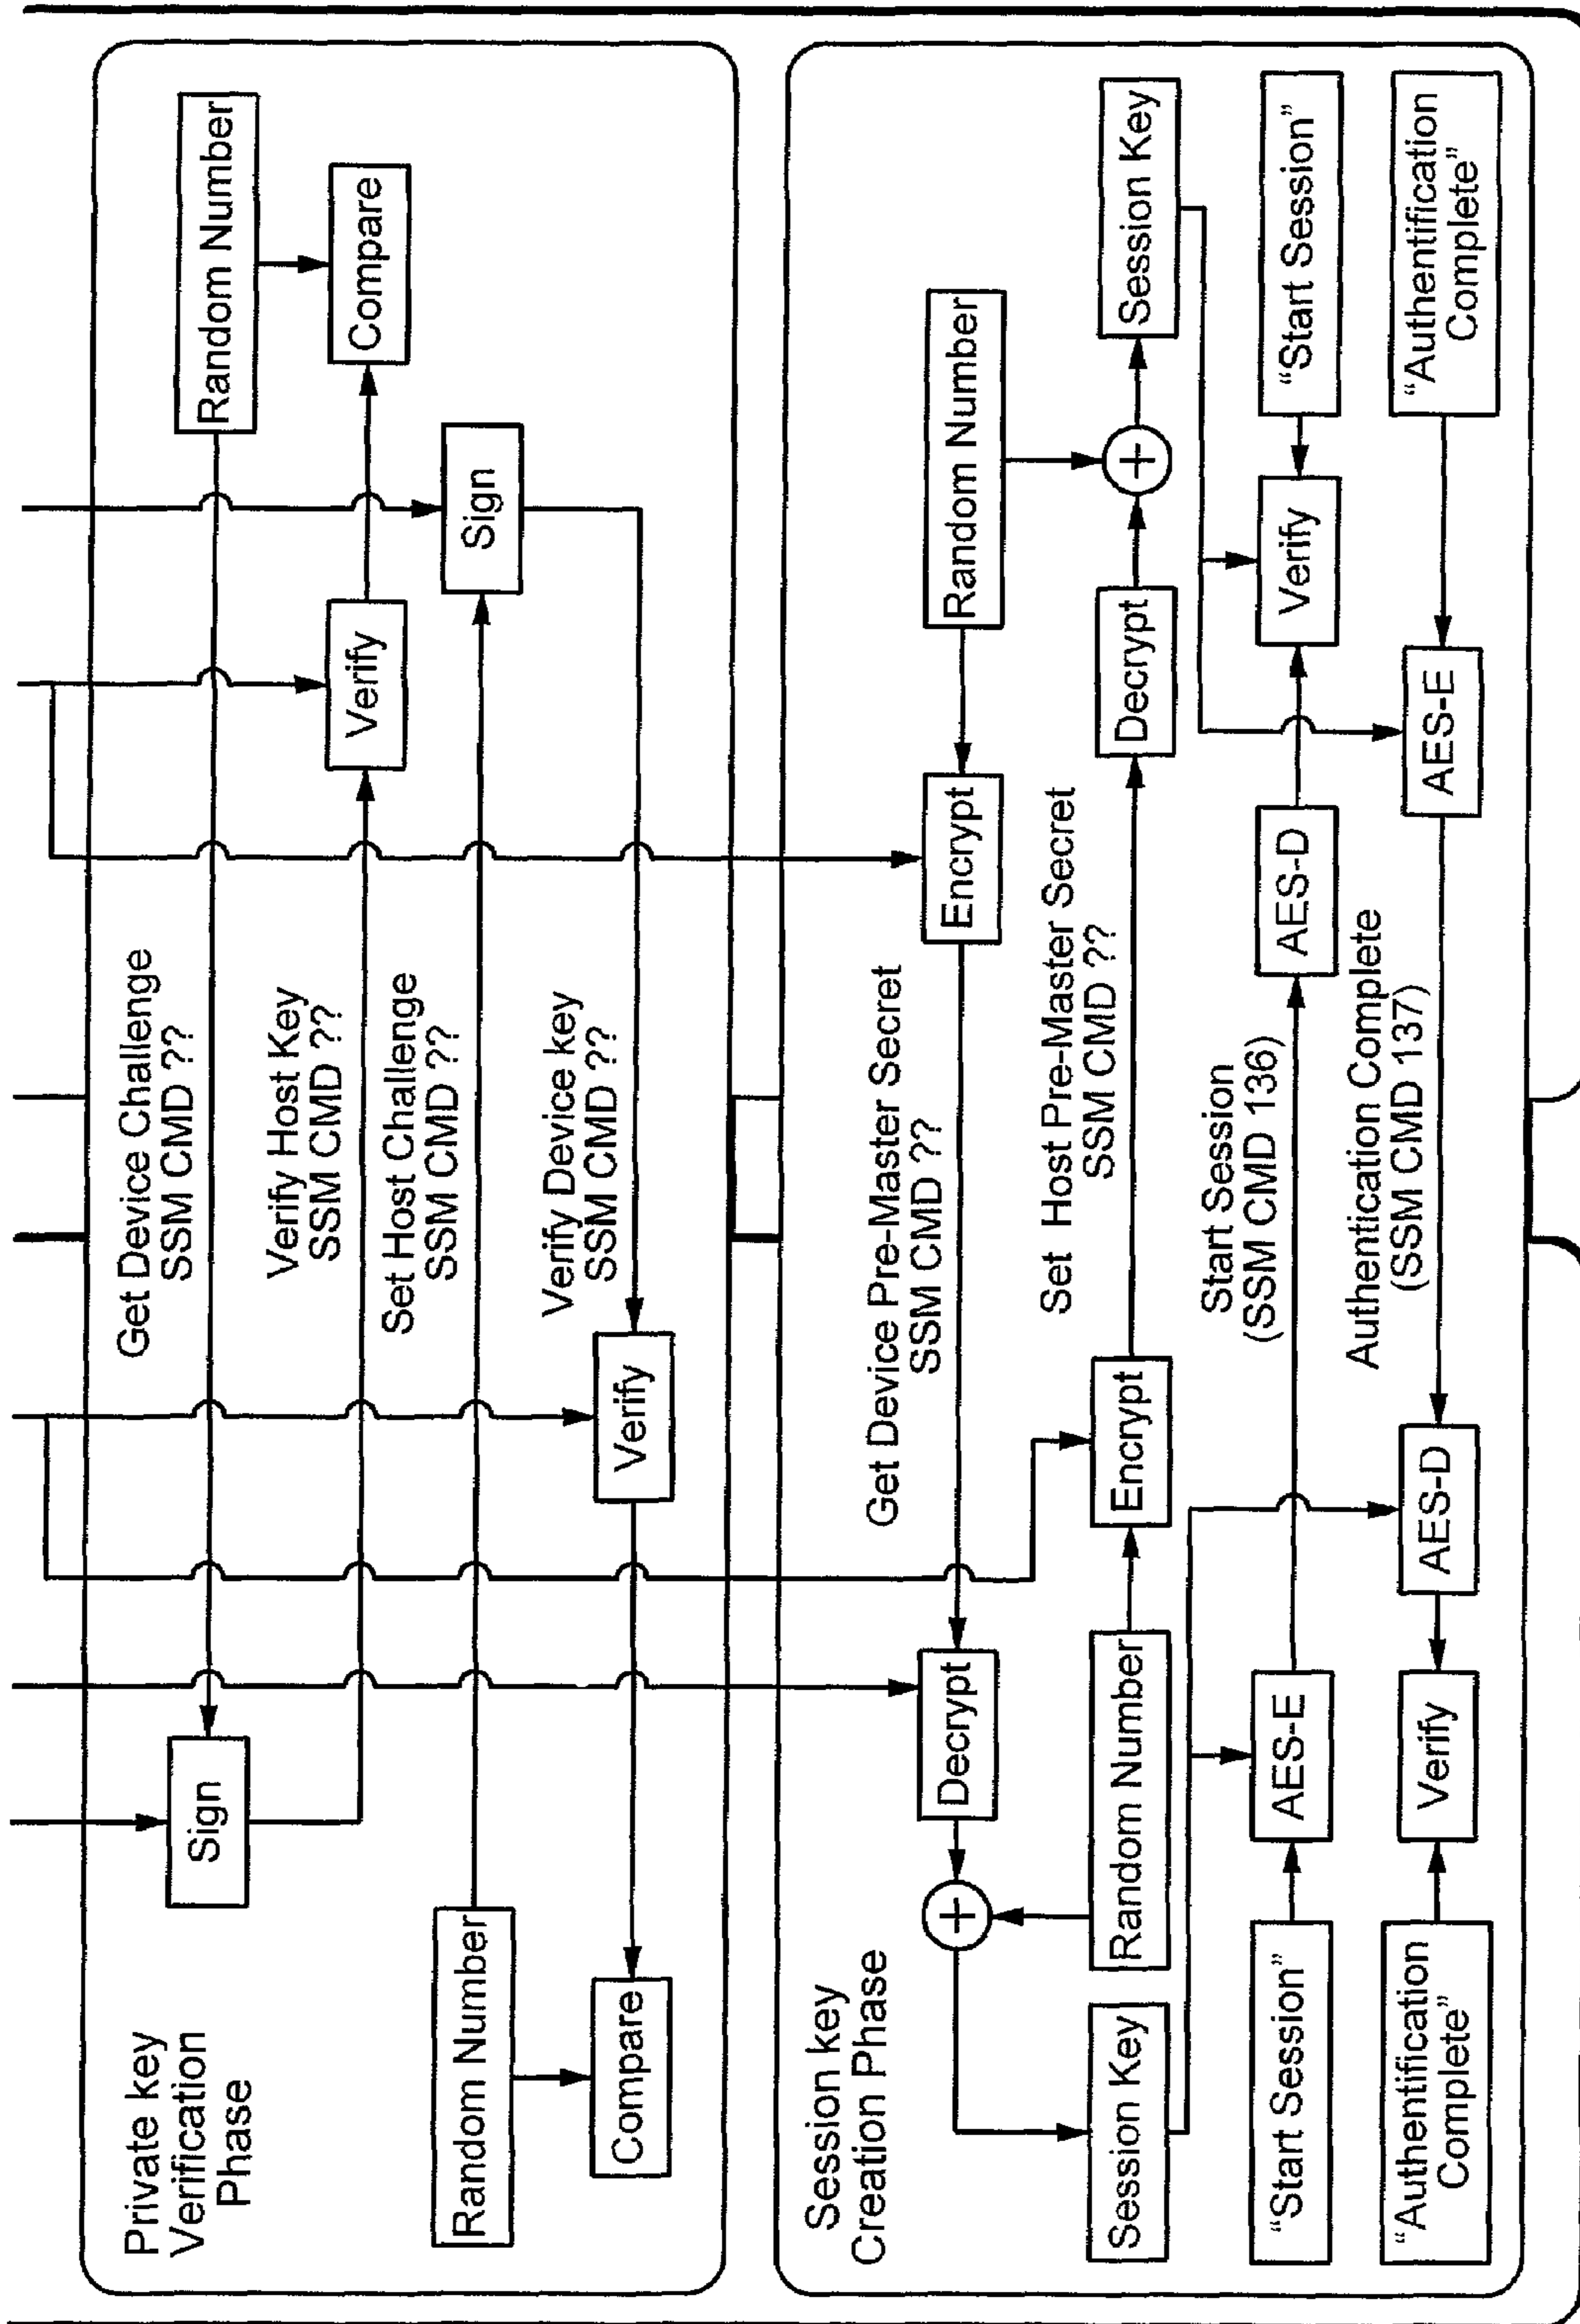 Private key
Verification
Phase
Get Device Challenge
SSM CMD ??
Random Number
Sign
Verify Host Key
SSM CMD ??
Verify
Compare
Set Host Challenge
SSM CMD ??
Random Number
Sign
Verify Device key
SSM CMD ??
Compare
Verify
Session key
Creation Phase
Get Device Pre-Master Secret
SSM CMD ??
+
Decrypt
Encrypt
Random Number
Set Host Pre-Master Secret
SSM CMD ??
Session Key
Random Number
Encrypt
Decrypt
+
Session Key
Start Session
(SSM CMD 136)
“Start Session”
AES-E
AES-D
Verify
“Start Session”
Authentication Complete
(SSM CMD 137)
“Authentification
Complete”
Verify
AES-D
AES-E
“Authentification
Complete”